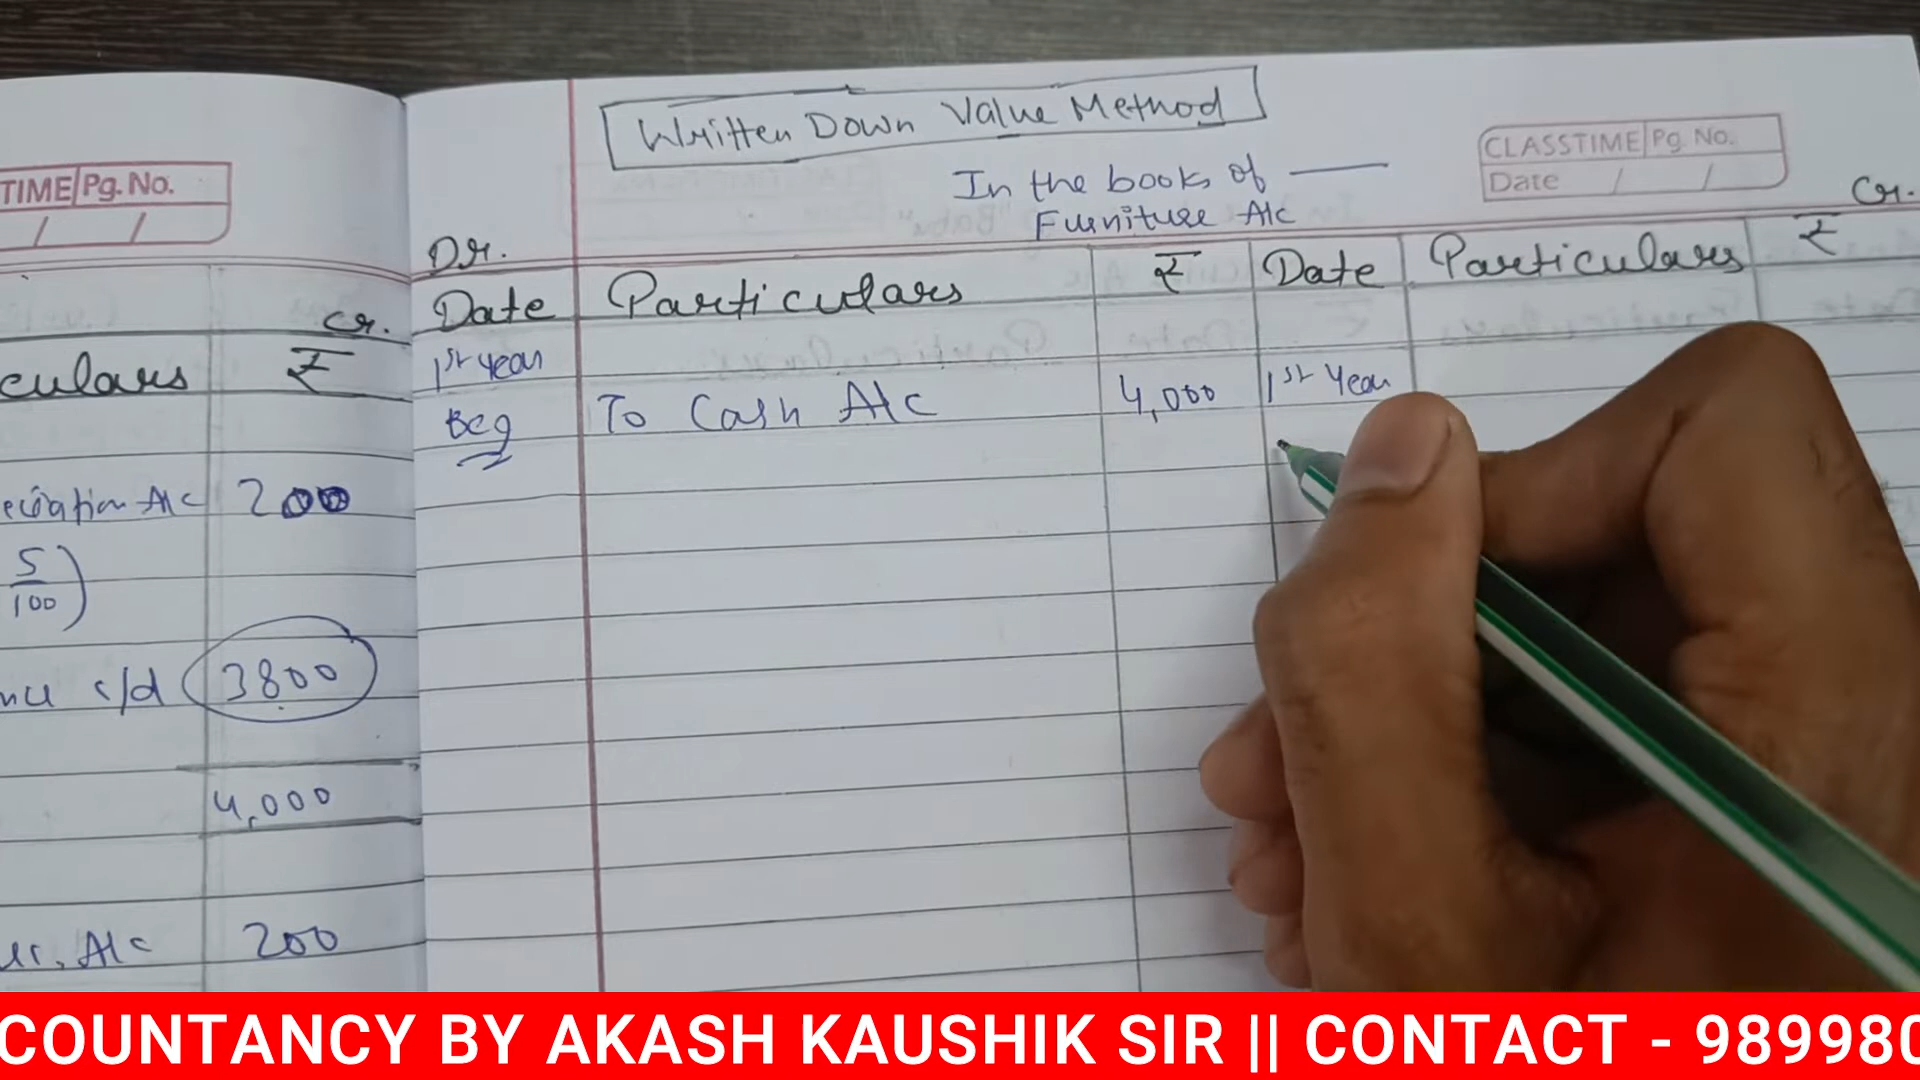 TIME Pg. No.
/ /
cr.
culars ₹
eciation A/c 200
5
100
c/d 3800
4,000
A/c 200
Written Down Value Method
In the books of
Furniture A/c
CLASSTIME Pg. No.
Date / /
Dr. Cr.
Date Particulars ₹ Date Particulars ₹
1st year
Beg To Cash A/c 4,000 1st Year
COUNTANCY BY AKASH KAUSHIK SIR || CONTACT - 989980